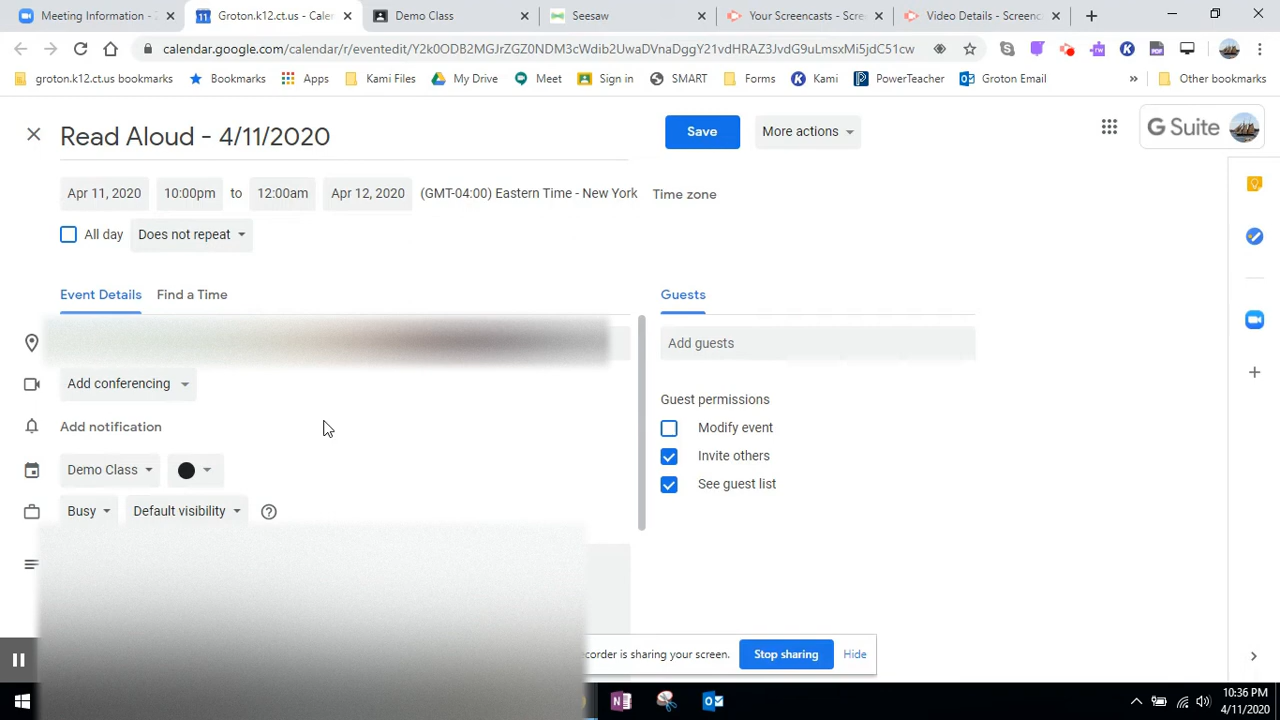 Meeting Information - Z
Groton.k12.ct.us - Cale
Demo Class
Seesaw
Your Screencasts - Scre
Video Details - Screenc
calendar.google.com/calendar/r/eventedit/Y2k0ODB2MGJrZGZ0NDM3cWdib2UwaDVnaDggY21vdHRAZ3JvdG9uLmsxMi5jdC51cw
groton.k12.ct.us bookmarks
Bookmarks
Apps
Kami Files
My Drive
Meet
Sign in
SMART
Forms
Kami
PowerTeacher
Groton Email
»
Other bookmarks
Read Aloud - 4/11/2020
Save
More actions
G Suite
Apr 11, 2020
10:00pm
to
12:00am
Apr 12, 2020
(GMT-04:00) Eastern Time - New York
Time zone
All day
Does not repeat
Event Details
Find a Time
Guests
Add guests
Add conferencing
Guest permissions
Add notification
Modify event
Invite others
Demo Class
See guest list
Busy
Default visibility
corder is sharing your screen.
Stop sharing
Hide
10:36 PM
4/11/2020